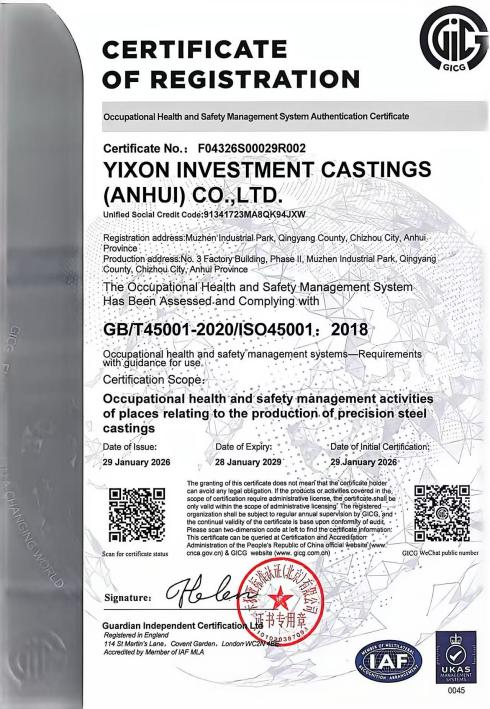 GICG
CERTIFICATE
OF REGISTRATION
Occupational Health and Safety Management System Authentication Certificate
Certificate No.: F04326S00029R002
YIXON INVESTMENT CASTINGS
(ANHUI) CO.,LTD.
Unified Social Credit Code:91341723MA8QK94JXW
Registration address:Muzhen Industrial Park, Qingyang County, Chizhou City, Anhui
Province
Production address:No. 3 Factory Building, Phase II, Muzhen Industrial Park, Qingyang
County, Chizhou City, Anhui Province
The Occupational Health and Safety Management System
Has Been Assessed and Complying with
GB/T45001-2020/ISO45001: 2018
Occupational health and safety management systems—Requirements
with guidance for use.
Certification Scope:
Occupational health and safety management activities
of places relating to the production of precision steel
castings
Date of Issue: Date of Expiry: Date of Initial Certification:
29 January 2026 28 January 2029 29 January 2026
The granting of this certificate does not mean that the certificate holder
can avoid any legal obligation. If the products or activities covered in the
scope of certification require administrative license, the certificate shall be
only valid within the scope of administrative licensing. The registered
organization shall be subject to regular annual supervision by GICG, and
the continual validity of the certificate is base upon conformity of audit.
Please scan two-dimension code at left to find the certificate information.
This certificate can be queried at Certification and Accreditation
Administration of the People's Republic of China official website (www.
cnca.gov.cn) & GICG website (www.gicg.com.cn)
Scan for certificate status
GICG WeChat public number
Signature: Helen
证书专用章
Guardian Independent Certification Ltd
Registered in England
114 St Martin's Lane, Covent Garden, London WC2N 4BE
Accredited by Member of IAF MLA
MEMBER OF MULTILATERAL
RECOGNITION ARRANGEMENT
IAF
UKAS
MANAGEMENT
SYSTEMS
0045
CHANGING WORLD